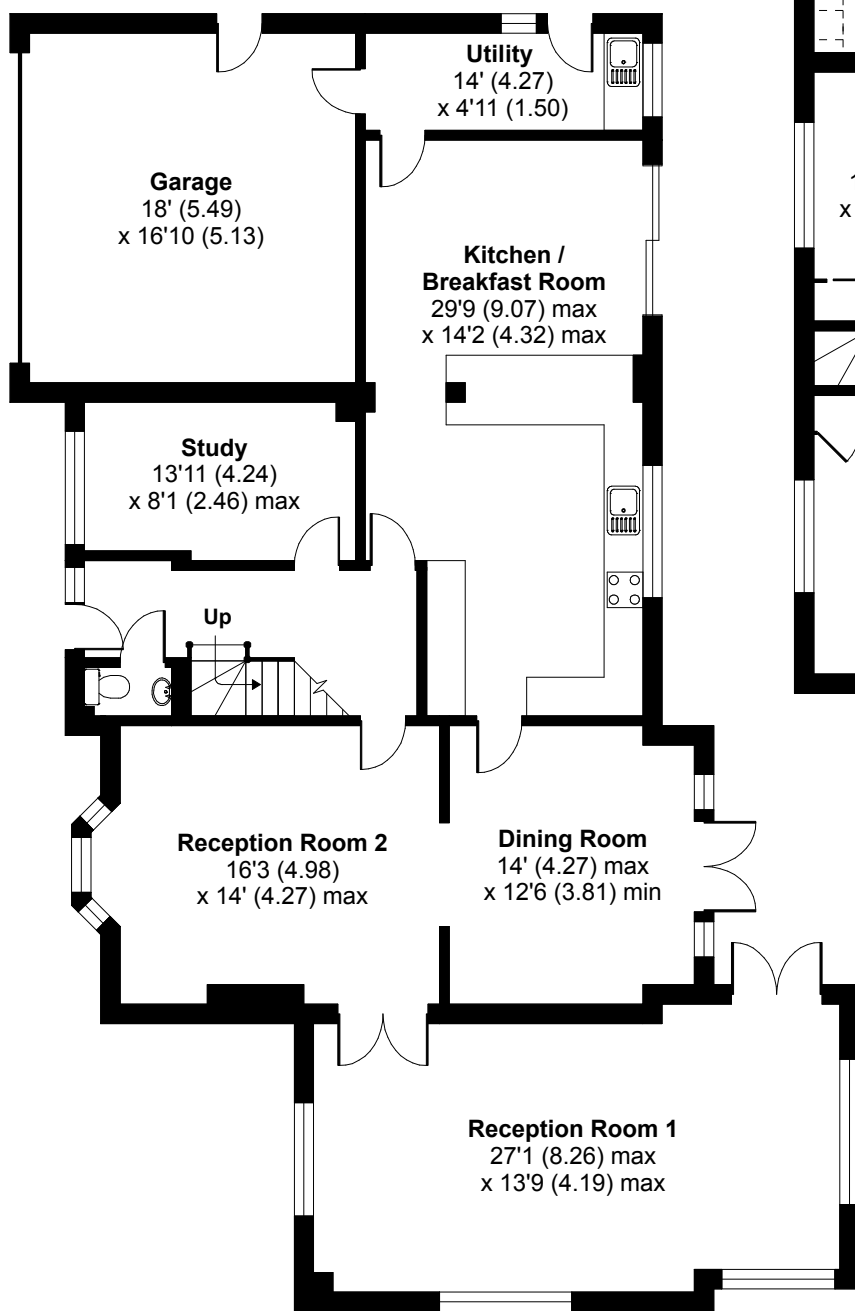 Utility
14' (4.27)
x 4'11 (1.50)
Garage
18' (5.49)
x 16'10 (5.13)
Kitchen /
Breakfast Room
29'9 (9.07) max
x 14'2 (4.32) max
Study
13'11 (4.24)
x 8'1 (2.46) max
Up
Reception Room 2
16'3 (4.98)
x 14' (4.27) max
Dining Room
14' (4.27) max
x 12'6 (3.81) min
Reception Room 1
27'1 (8.26) max
x 13'9 (4.19) max
x